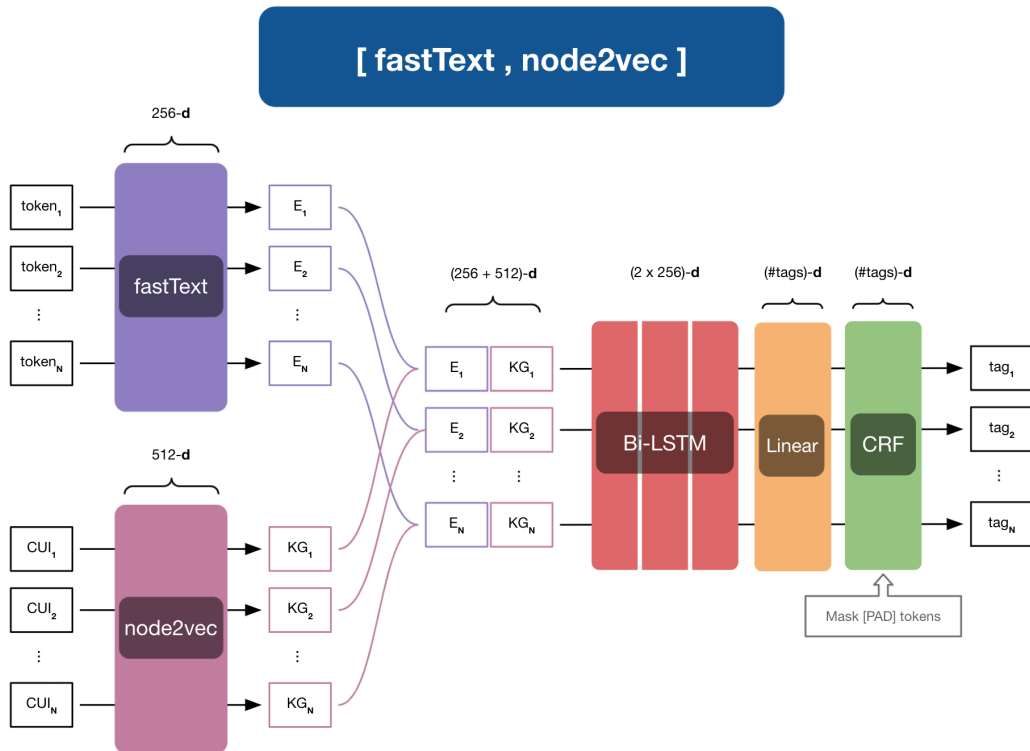 [ fastText , node2vec ]
256-d
token1
E1
token2
E2
fastText
⋮
⋮
tokenN
EN
(256 + 512)-d
(2 x 256)-d
(#tags)-d
(#tags)-d
E1
KG1
tag1
E2
KG2
Bi-LSTM
Linear
CRF
tag2
⋮
⋮
⋮
EN
KGN
tagN
Mask [PAD] tokens
512-d
CUI1
KG1
CUI2
KG2
node2vec
⋮
⋮
CUIN
KGN